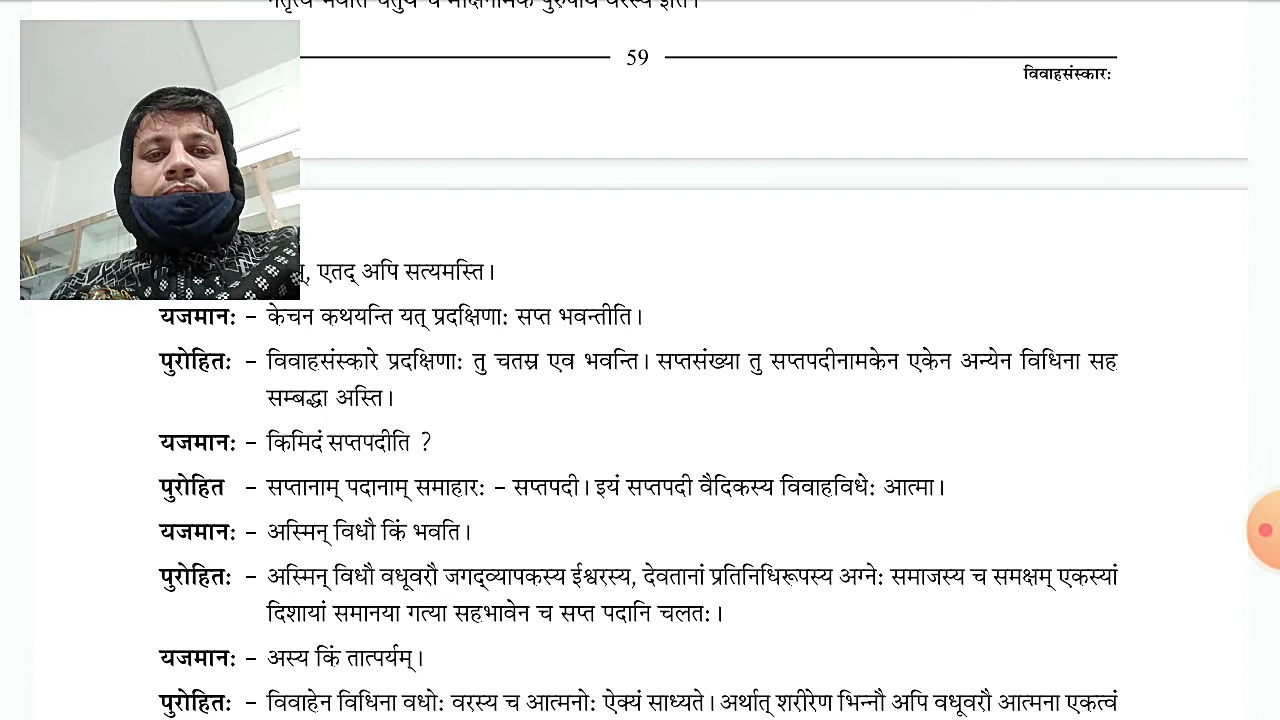 59
विवाहसंस्कारः
एतद् अपि सत्यमस्ति।
यजमानः – केचन कथयन्ति यत् प्रदक्षिणाः सप्त भवन्तीति।
पुरोहितः – विवाहसंस्कारे प्रदक्षिणाः तु चतस्र एव भवन्ति। सप्तसंख्या तु सप्तपदीनामकेन एकेन अन्येन विधिना सह
सम्बद्धा अस्ति।
यजमानः – किमिदं सप्तपदीति ?
पुरोहित – सप्तानाम् पदानाम् समाहारः – सप्तपदी। इयं सप्तपदी वैदिकस्य विवाहविधेः आत्मा।
यजमानः – अस्मिन् विधौ किं भवति।
पुरोहितः – अस्मिन् विधौ वधूवरौ जगद्व्यापकस्य ईश्वरस्य, देवतानां प्रतिनिधिरूपस्य अग्नेः समाजस्य च समक्षम् एकस्यां
दिशायां समानया गत्या सहभावेन च सप्त पदानि चलतः।
यजमानः – अस्य किं तात्पर्यम्।
पुरोहितः – विवाहेन विधिना वधोः वरस्य च आत्मनोः ऐक्यं साध्यते। अर्थात् शरीरेण भिन्नौ अपि वधूवरौ आत्मना एकत्वं